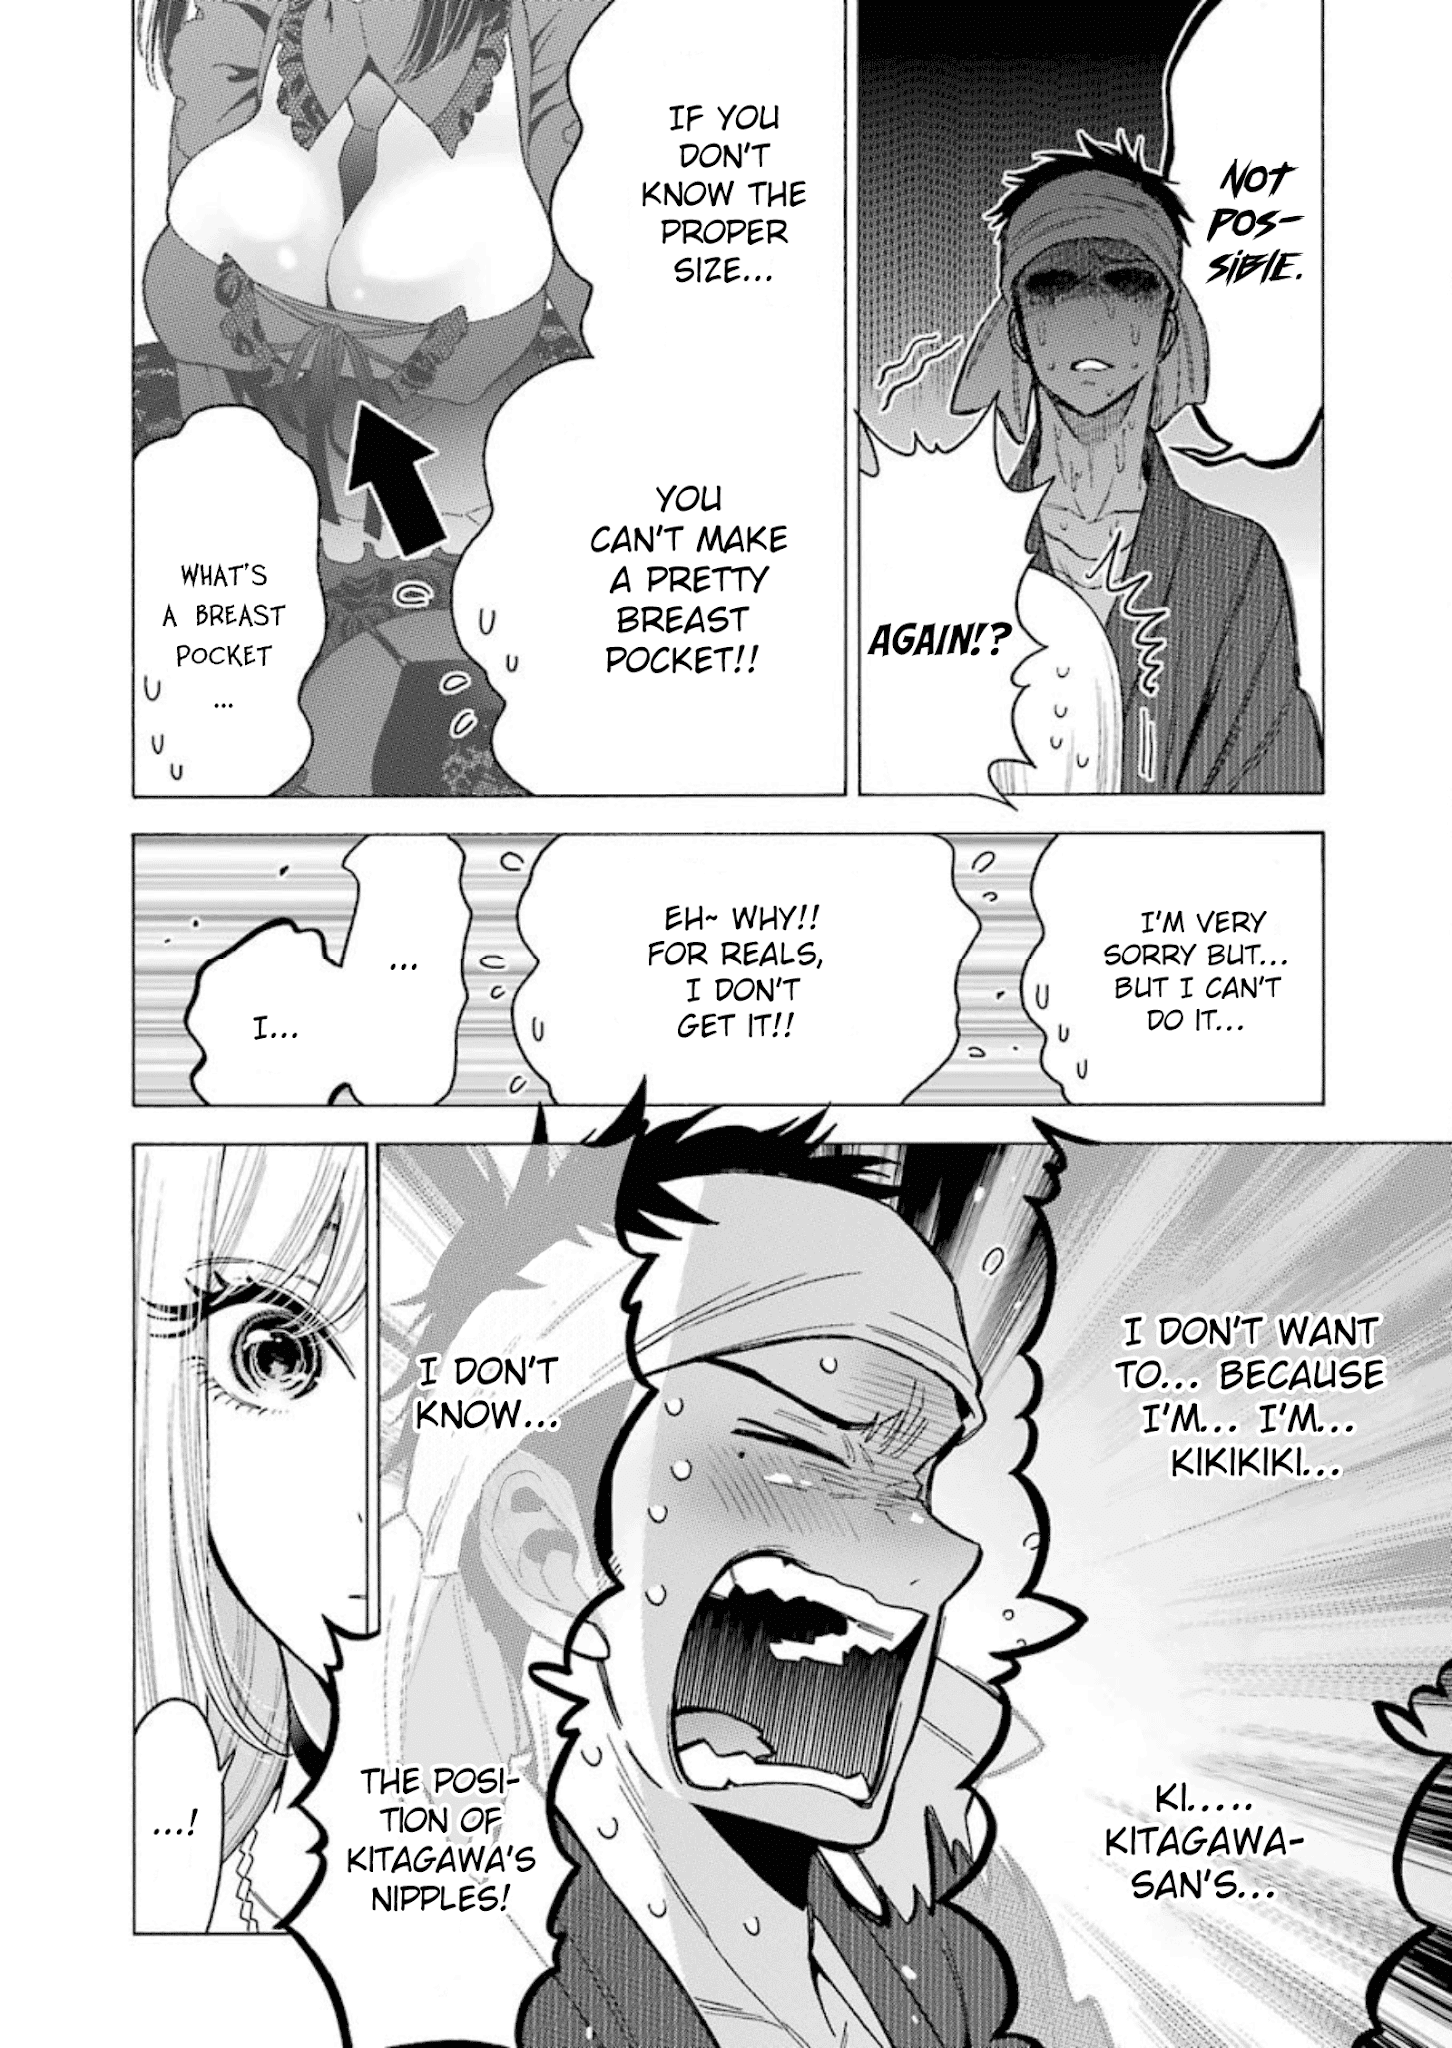 NOT
POS-
SIBLE.
AGAIN!?
IF YOU
DON'T
KNOW THE
PROPER
SIZE...
YOU
CAN'T MAKE
A PRETTY
BREAST
POCKET!!
WHAT'S
A BREAST
POCKET
...
I'M VERY
SORRY BUT...
BUT I CAN'T
DO IT...
EH~ WHY!!
FOR REALS,
I DON'T
GET IT!!
...
I...
I DON'T WANT
TO... BECAUSE
I'M... I'M...
KIKIKIKI...
KI.....
KITAGAWA-
SAN'S...
I DON'T
KNOW...
THE POSI-
TION OF
KITAGAWA'S
NIPPLES!
...!